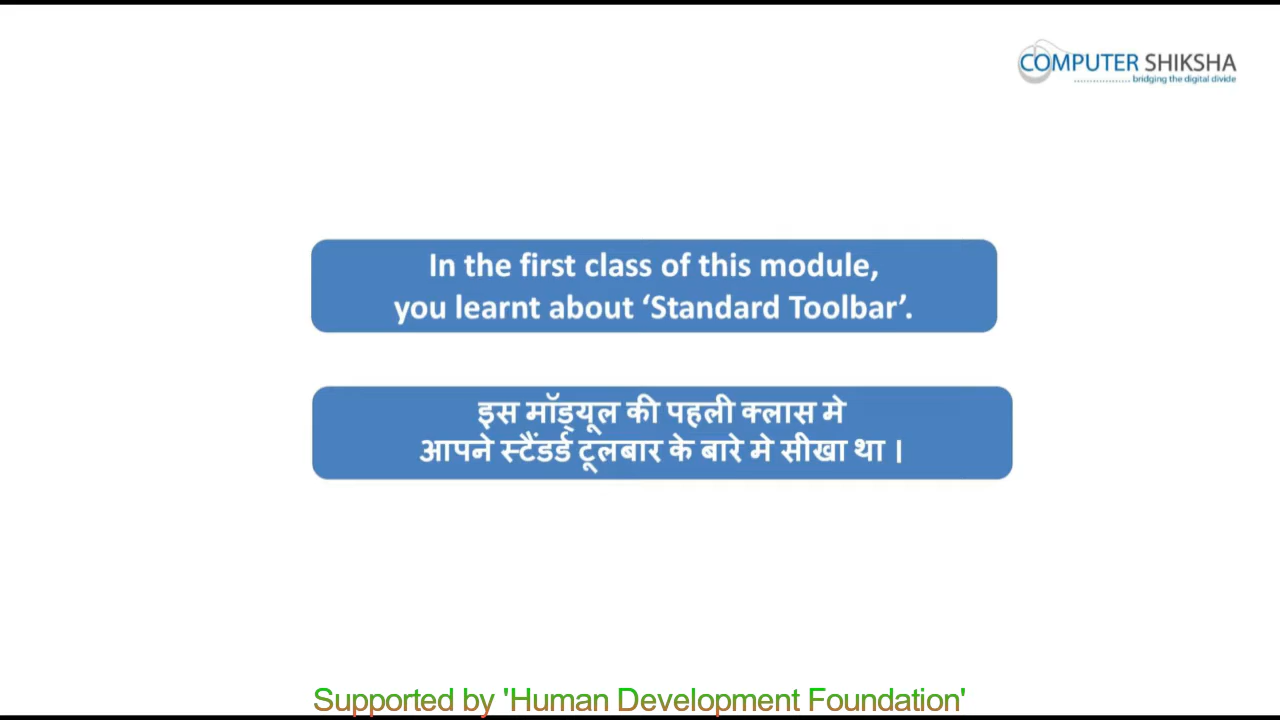 COMPUTER SHIKSHA
bridging the digital divide
In the first class of this module,
you learnt about ‘Standard Toolbar’.
इस मॉड्यूल की पहली क्लास मे
आपने स्टैंडर्ड टूलबार के बारे मे सीखा था ।
Supported by 'Human Development Foundation'